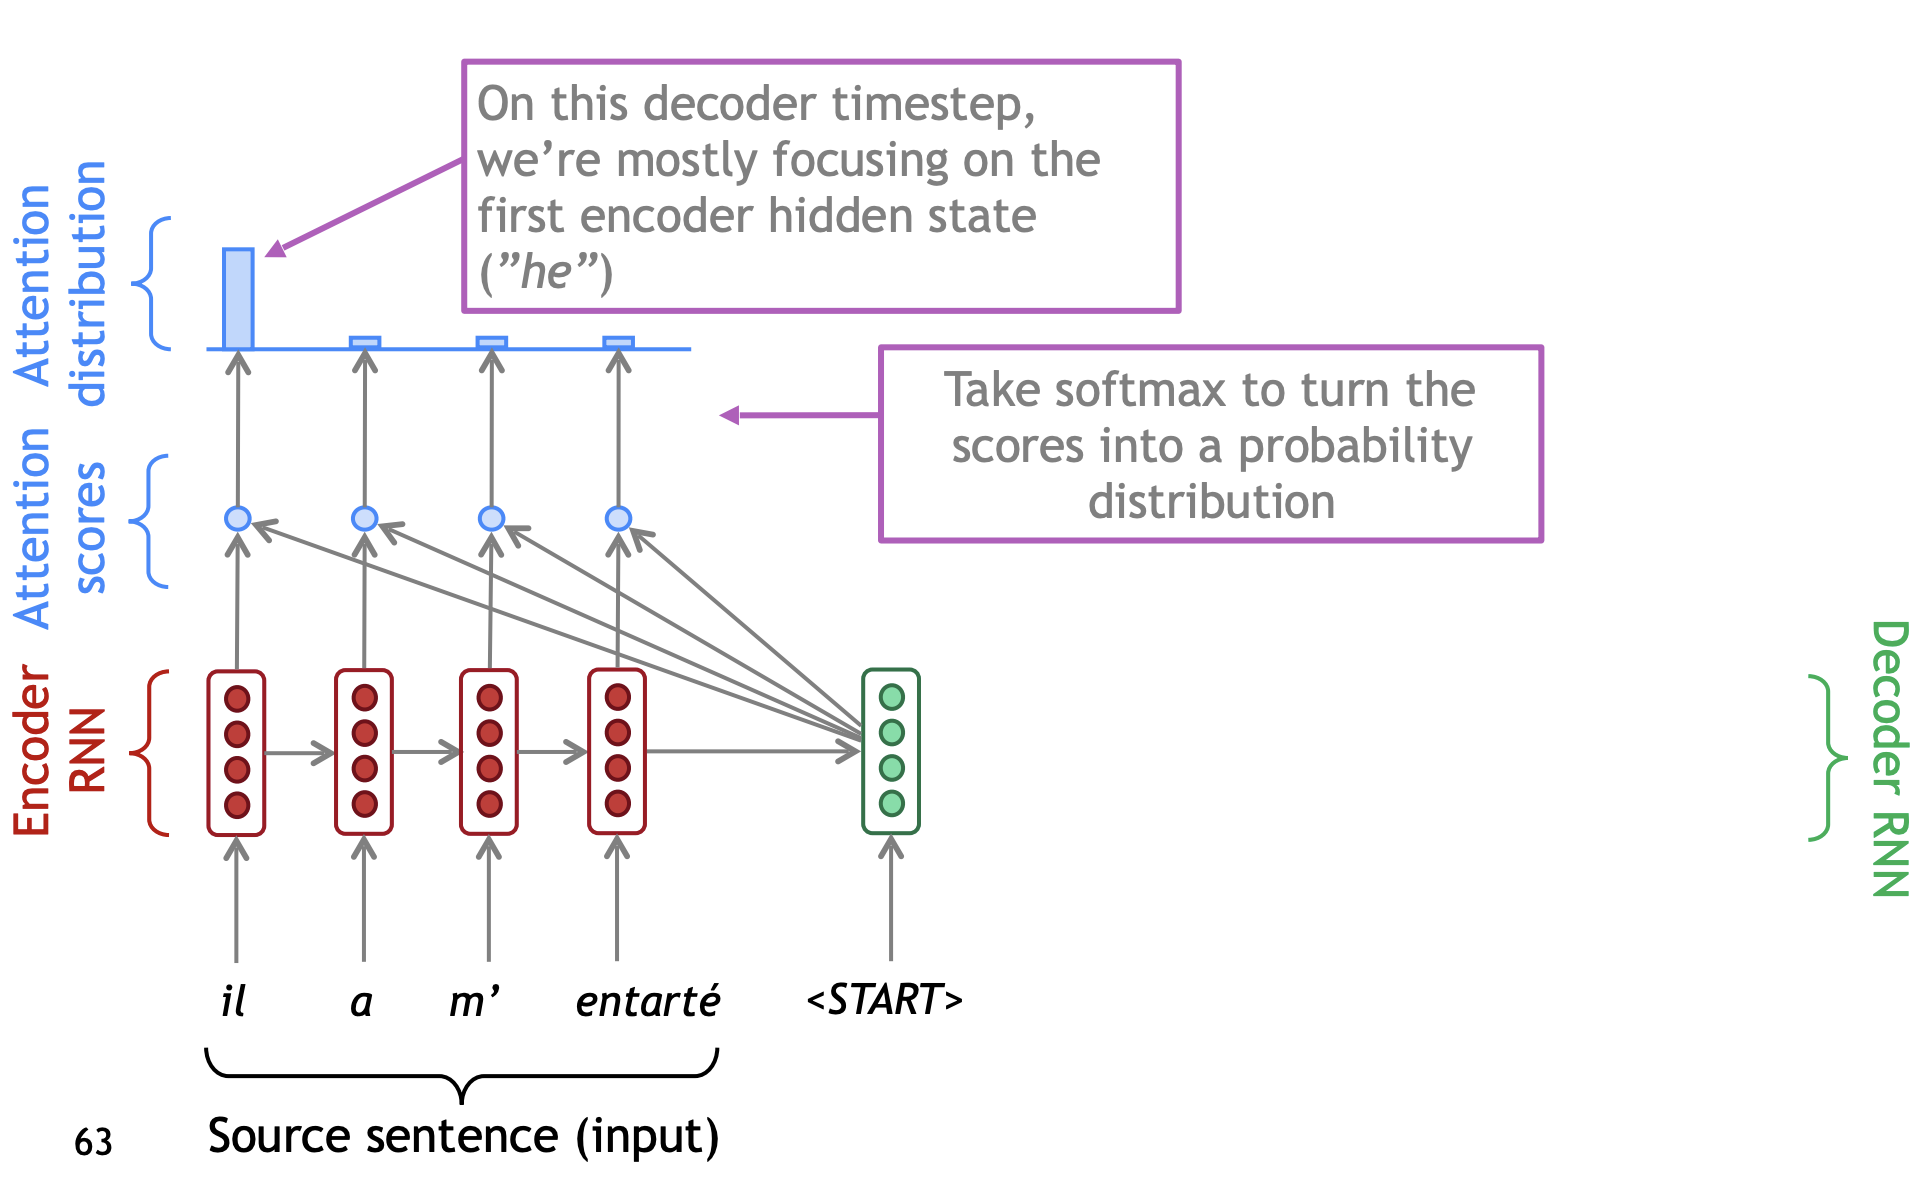 On this decoder timestep,
we’re mostly focusing on the
first encoder hidden state
(”he”)
Attention
distribution
Take softmax to turn the
scores into a probability
distribution
Attention
scores
Encoder
RNN
Decoder RNN
il a m’ entarté <START>
Source sentence (input)
63